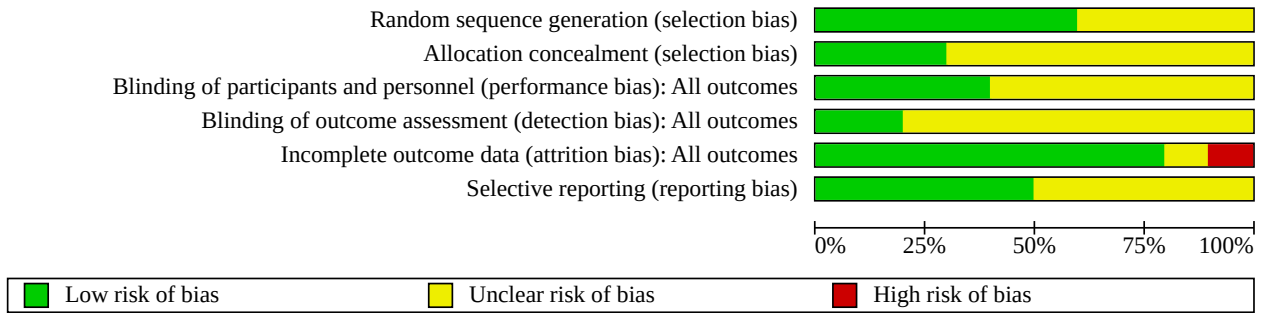 Random sequence generation (selection bias)
Allocation concealment (selection bias)
Blinding of participants and personnel (performance bias): All outcomes
Blinding of outcome assessment (detection bias): All outcomes
Incomplete outcome data (attrition bias): All outcomes
Selective reporting (reporting bias)
0% 25% 50% 75% 100%
Low risk of bias Unclear risk of bias High risk of bias